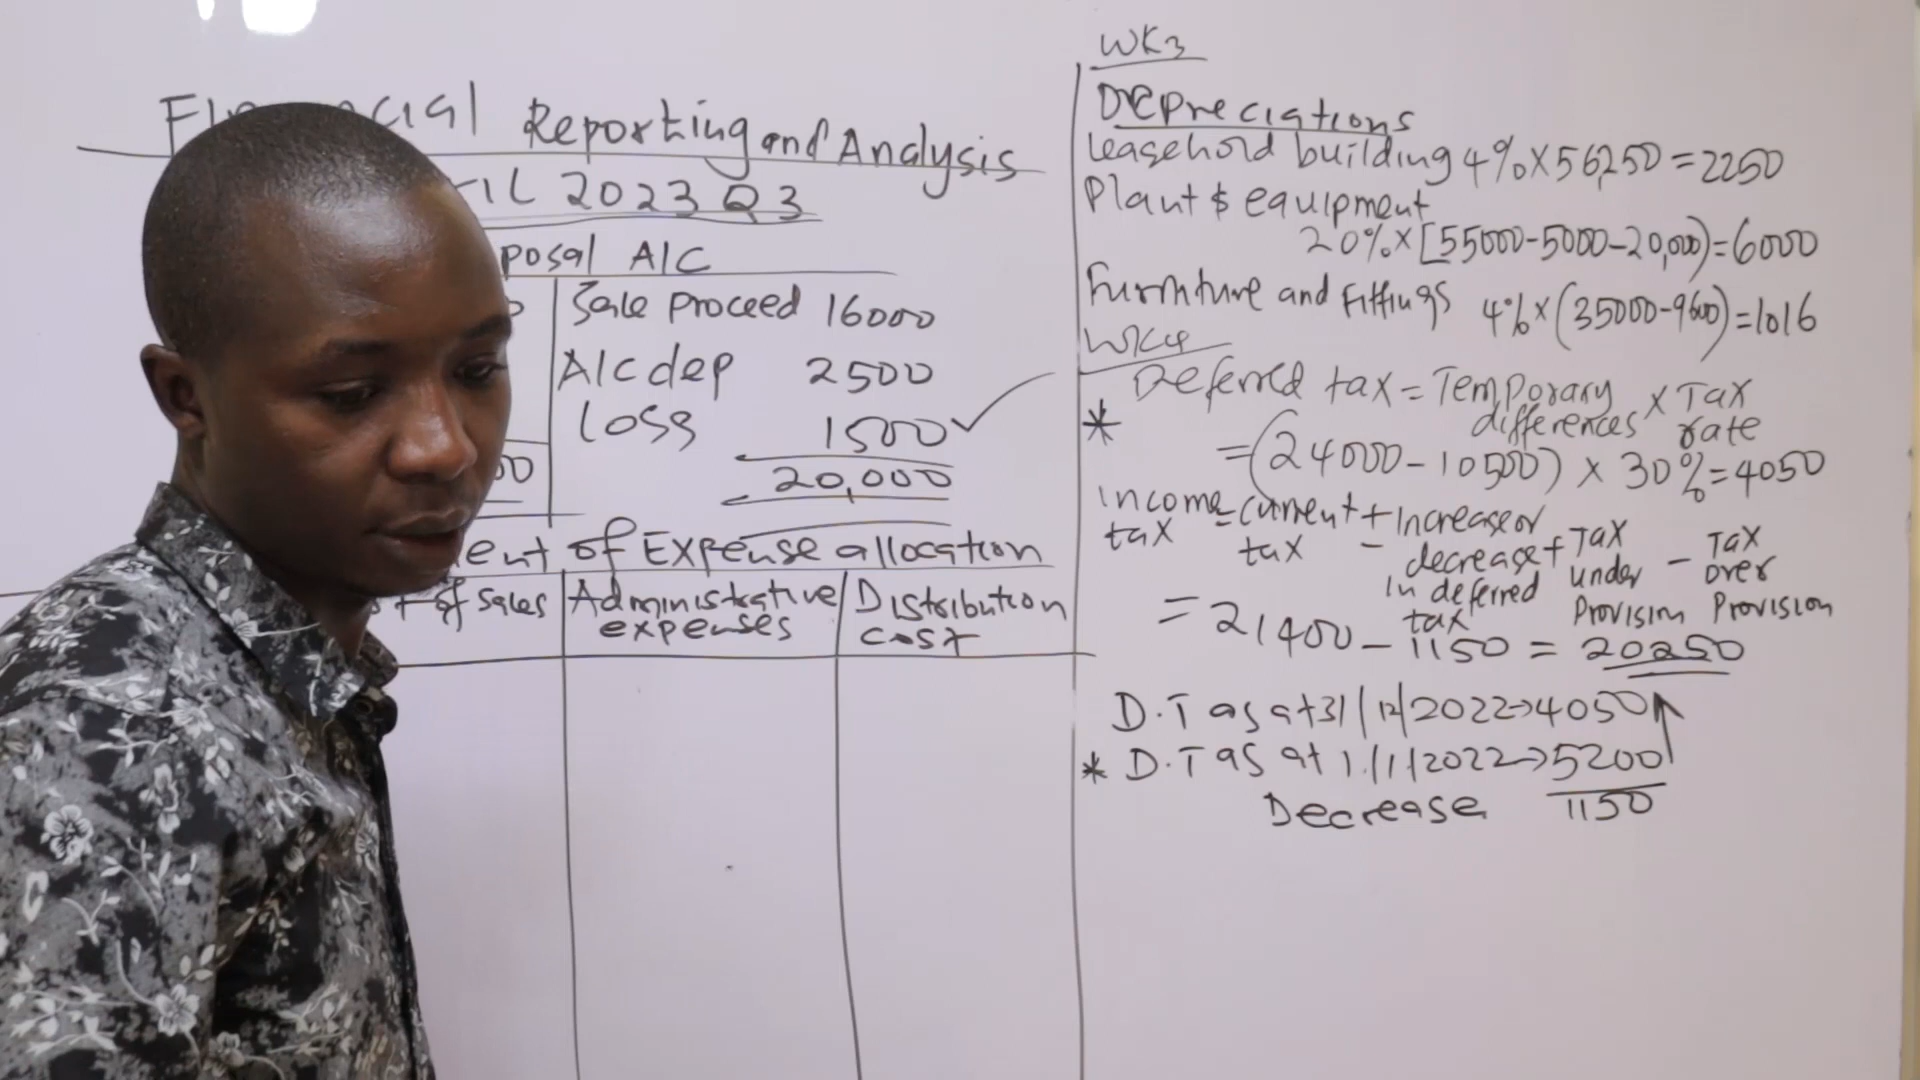 Reporting and Analysis
2023 Q3
posal A/C
Sale proceed 16000
A/C dep 2500
Loss 1500
20,000
ent of Expense allocation
of Sales Administrative expenses Distribution cost
WK3
Depreciations
Leasehord building 4% X 56,250 = 2250
Plant $ equipment
20% X [55000-5000-20,000) = 6000
Furniture and Fittings 4% X (35000-9600) = 1016
WK4
Deferred tax = Temporary differences X Tax rate
*
= (24000 - 10500) X 30% = 4050
income tax = current tax + - Increase or decrease in deferred tax + Tax under Provision - Tax over Provision
= 21400 - 1150 = 20250
D.T as at 31/12/2022 → 4050
* D.T as at 1/1/2022 → 5200
Decrease 1150